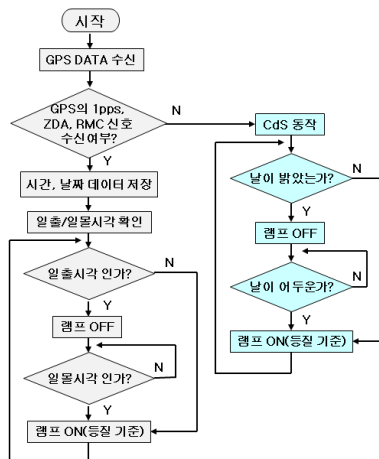 시작
GPS DATA 수신
GPS의 1pps,
ZDA, RMC 신호
수신여부?
N
Y
시간, 날짜 데이터 저장
일출/일몰시각 확인
일출시각 인가?
N
Y
램프 OFF
일몰시각 인가?
N
Y
램프 ON(등질 기준)
CdS 동작
날이 밝았는가?
N
Y
램프 OFF
날이 어두운가?
N
Y
램프 ON(등질 기준)